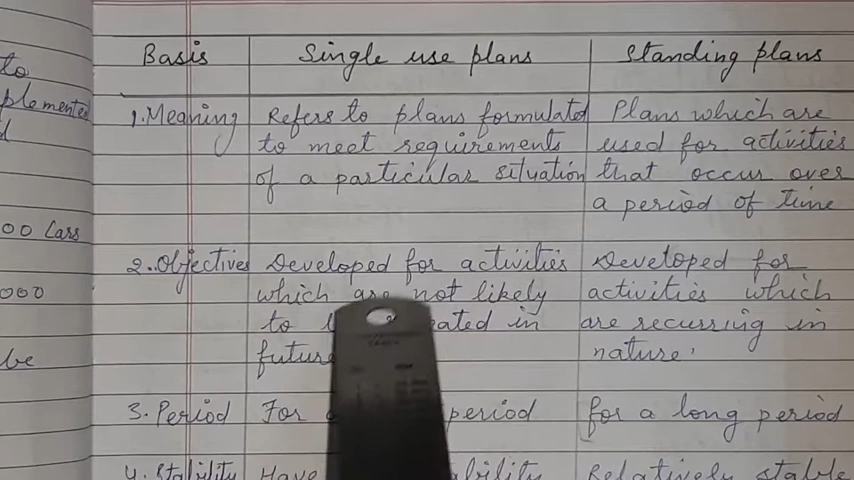 to
plemented
d
00 Cars
000
be
Basis Single use plans Standing plans
1. Meaning Refers to plans formulated Plans which are
to meet requirements used for activities
of a particular situation that occur over
a period of time
2. Objectives Developed for activities Developed for
which are not likely activities which
to in are recurring in
future nature.
3. Period For period for a long period
4. Stability Have Relatively stable